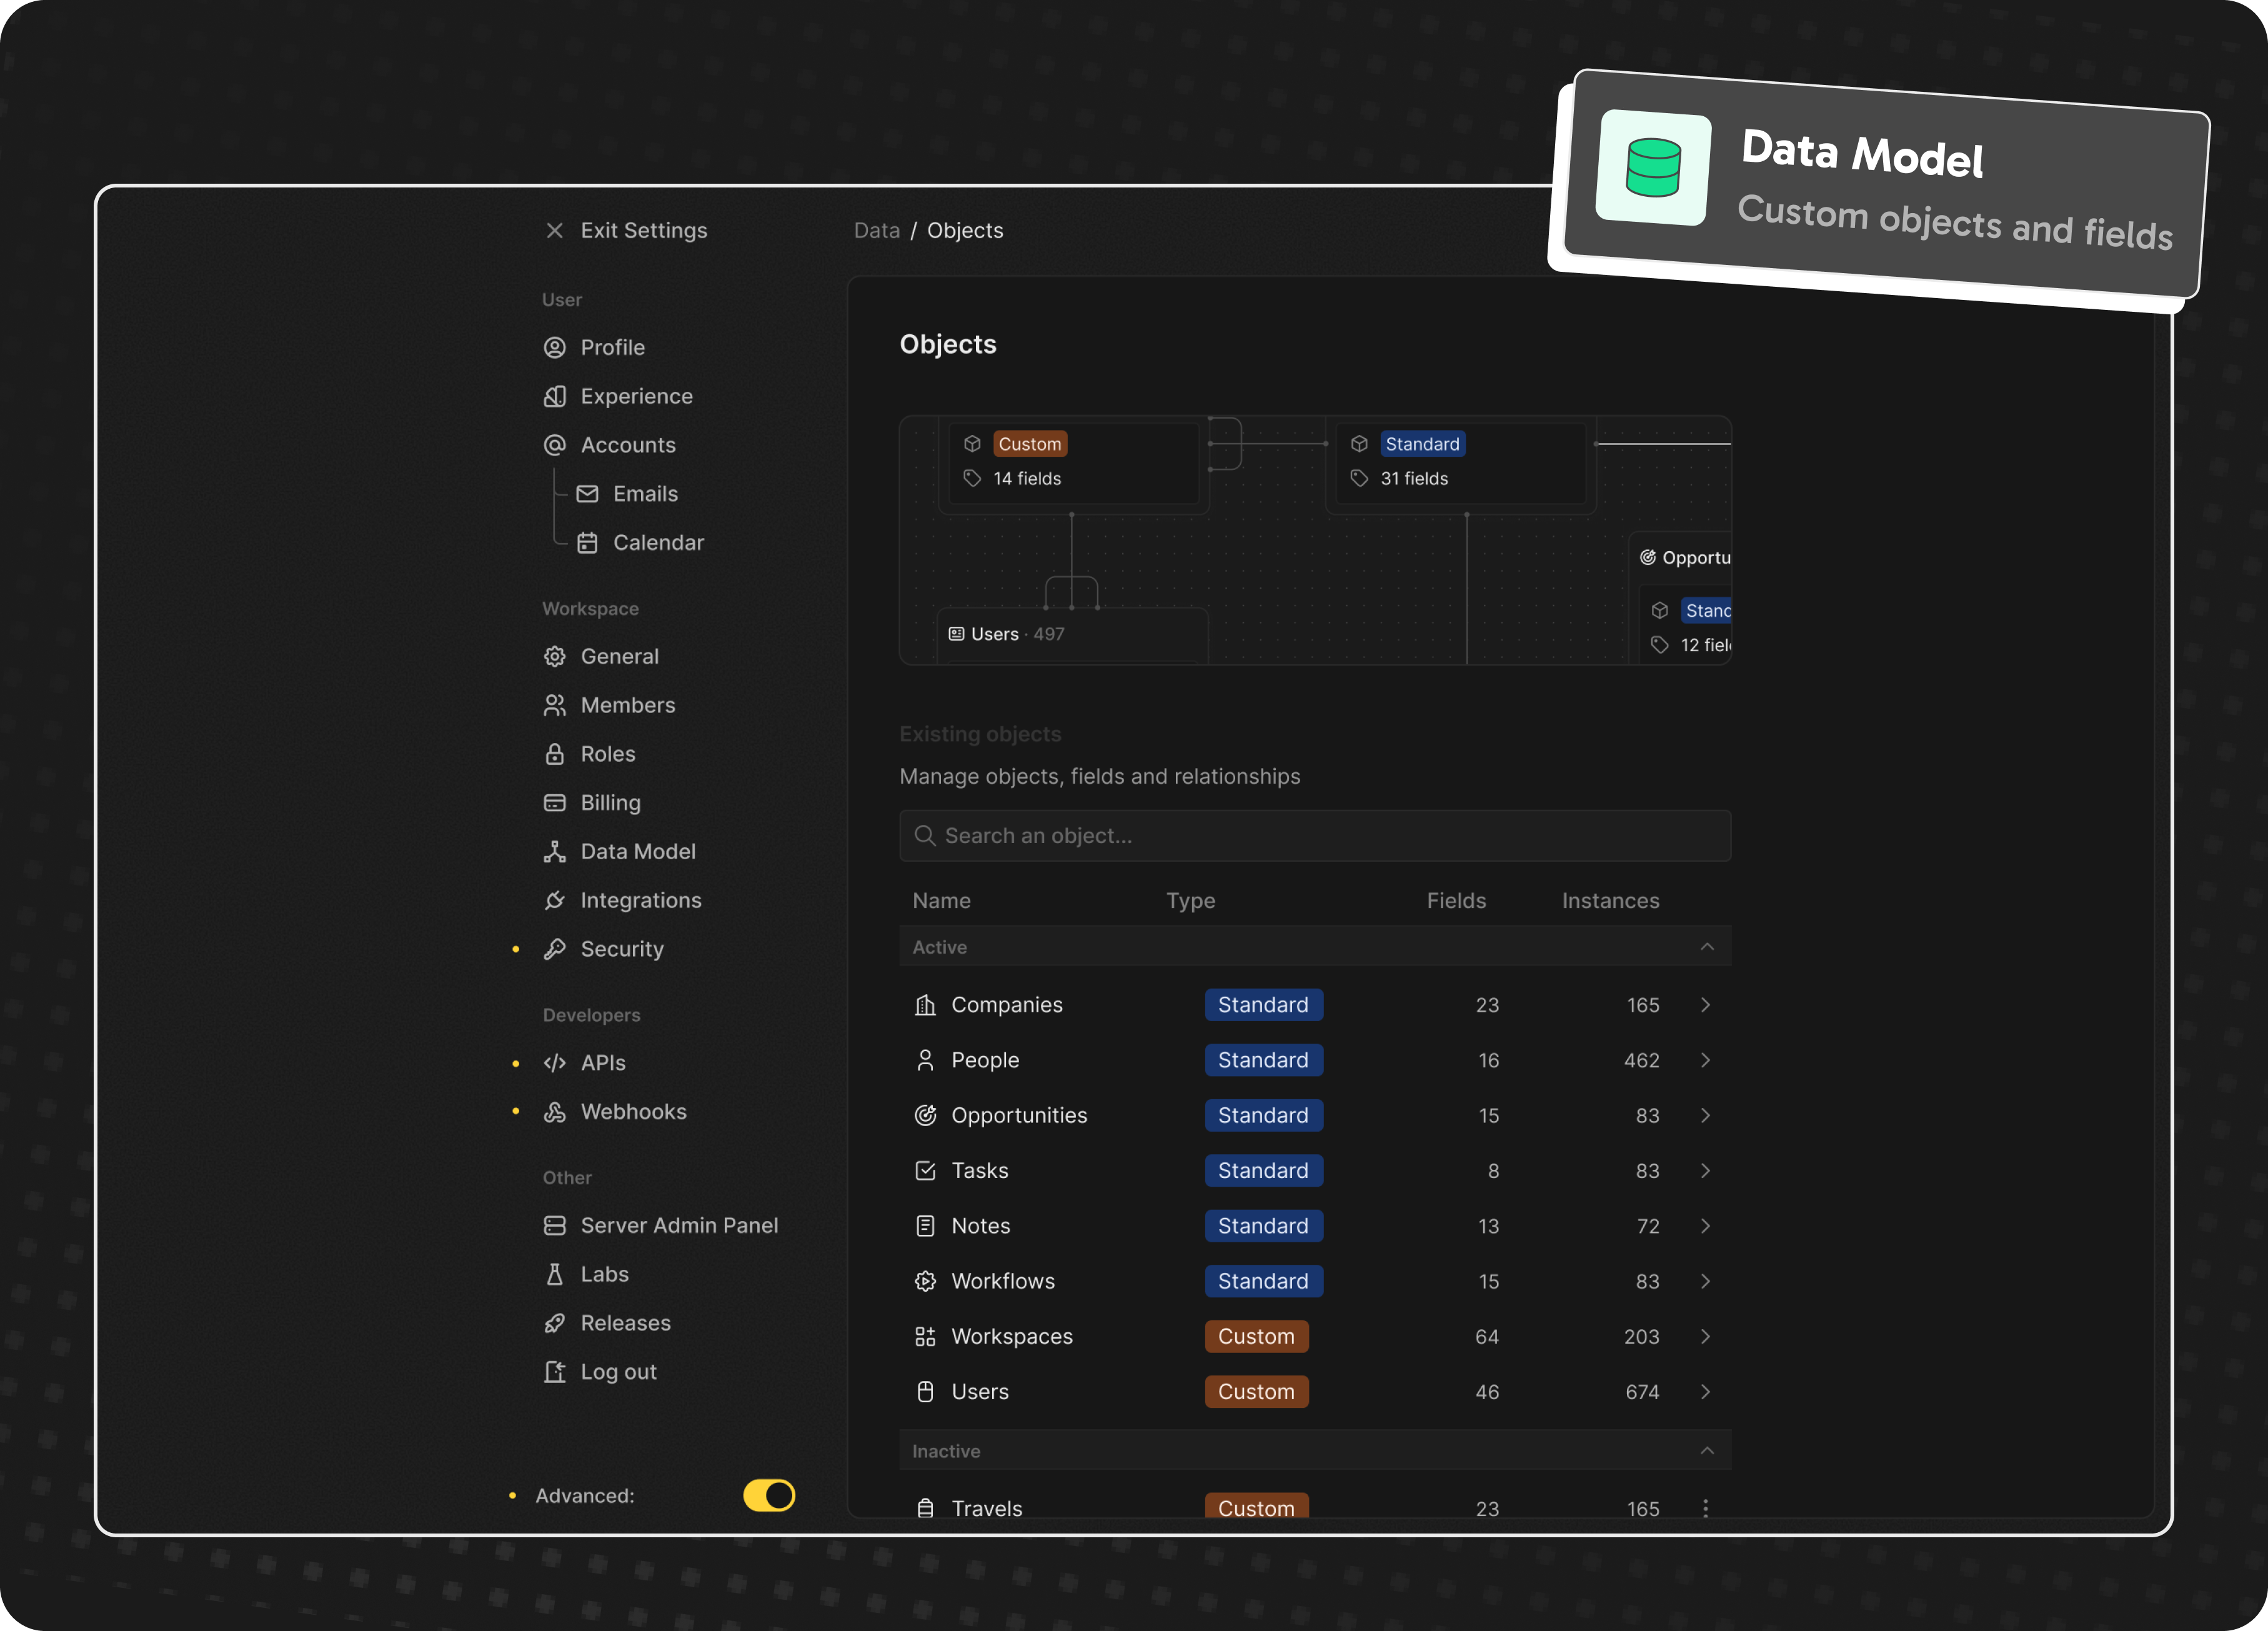 Data Model
Custom objects and fields
Exit Settings
User
Profile
Experience
Accounts
Emails
Calendar
Workspace
General
Members
Roles
Billing
Data Model
Integrations
Security
Developers
APIs
Webhooks
Other
Server Admin Panel
Labs
Releases
Log out
Advanced:
Data / Objects
Objects
Custom
14 fields
Standard
31 fields
Users · 497
Opportu
Stand
12 fiel
Existing objects
Manage objects, fields and relationships
Search an object...
Name Type Fields Instances
Active
Companies Standard 23 165
People Standard 16 462
Opportunities Standard 15 83
Tasks Standard 8 83
Notes Standard 13 72
Workflows Standard 15 83
Workspaces Custom 64 203
Users Custom 46 674
Inactive
Travels Custom 23 165